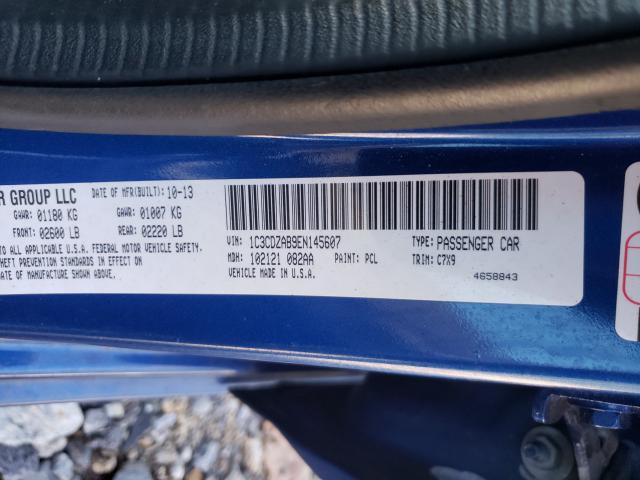 R GROUP LLC DATE OF MFR(BUILT): 10-13
GAWR: 01180 KG GAWR: 01007 KG
FRONT: 02600 LB REAR: 02220 LB
TO ALL APPLICABLE U.S.A. FEDERAL MOTOR VEHICLE SAFETY,
HEFT PREVENTION STANDARDS IN EFFECT ON
E DATE OF MANUFACTURE SHOWN ABOVE.
VIN: 1C3CDZAB9EN145607 TYPE: PASSENGER CAR
MDH: 102121 082AA PAINT: PCL TRIM: C7X9
VEHICLE MADE IN U.S.A. 4658843